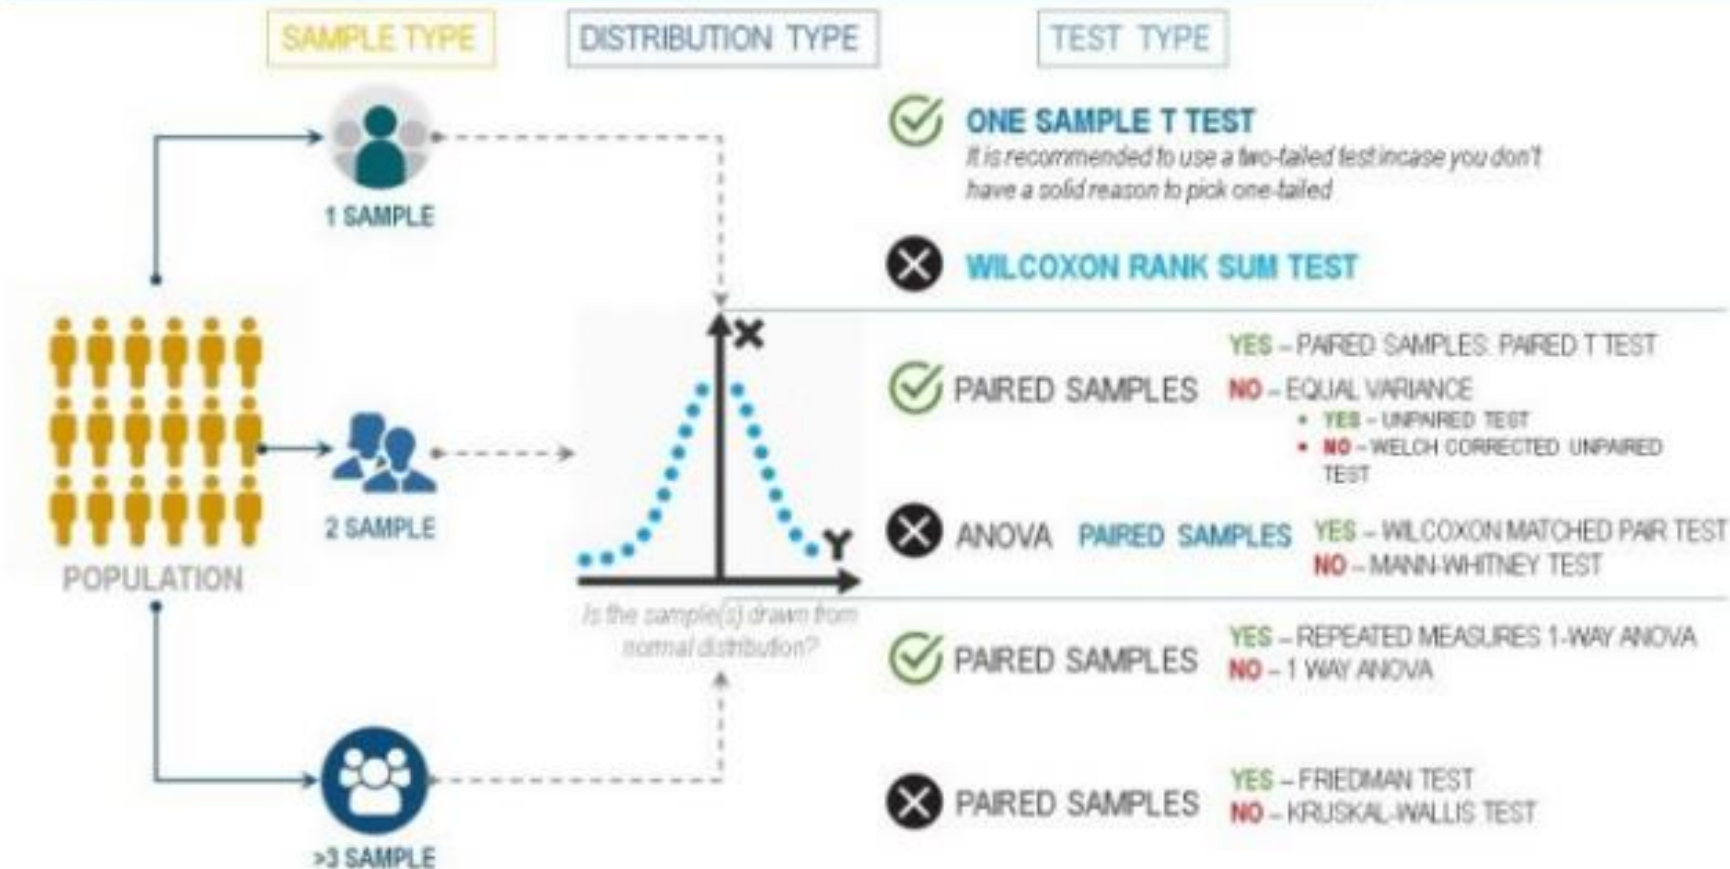 SAMPLE TYPE
DISTRIBUTION TYPE
TEST TYPE
1 SAMPLE
ONE SAMPLE T TEST
It is recommended to use a two-tailed test incase you don't
have a solid reason to pick one-tailed
WILCOXON RANK SUM TEST
POPULATION
2 SAMPLE
X
Y
Is the sample(s) drawn from
normal distribution?
PAIRED SAMPLES
YES – PAIRED SAMPLES: PAIRED T TEST
NO – EQUAL VARIANCE
• YES – UNPAIRED TEST
• NO – WELCH CORRECTED UNPAIRED
TEST
ANOVA PAIRED SAMPLES
YES – WILCOXON MATCHED PAIR TEST
NO – MANN-WHITNEY TEST
>3 SAMPLE
PAIRED SAMPLES
YES – REPEATED MEASURES 1-WAY ANOVA
NO – 1 WAY ANOVA
PAIRED SAMPLES
YES – FRIEDMAN TEST
NO – KRUSKAL-WALLIS TEST